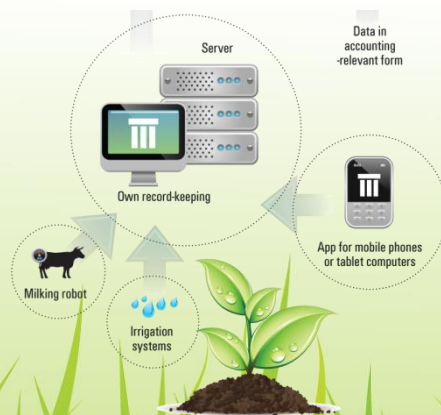 Server
Data in
accounting
-relevant form
Own record-keeping
App for mobile phones
or tablet computers
Milking robot
Irrigation
systems